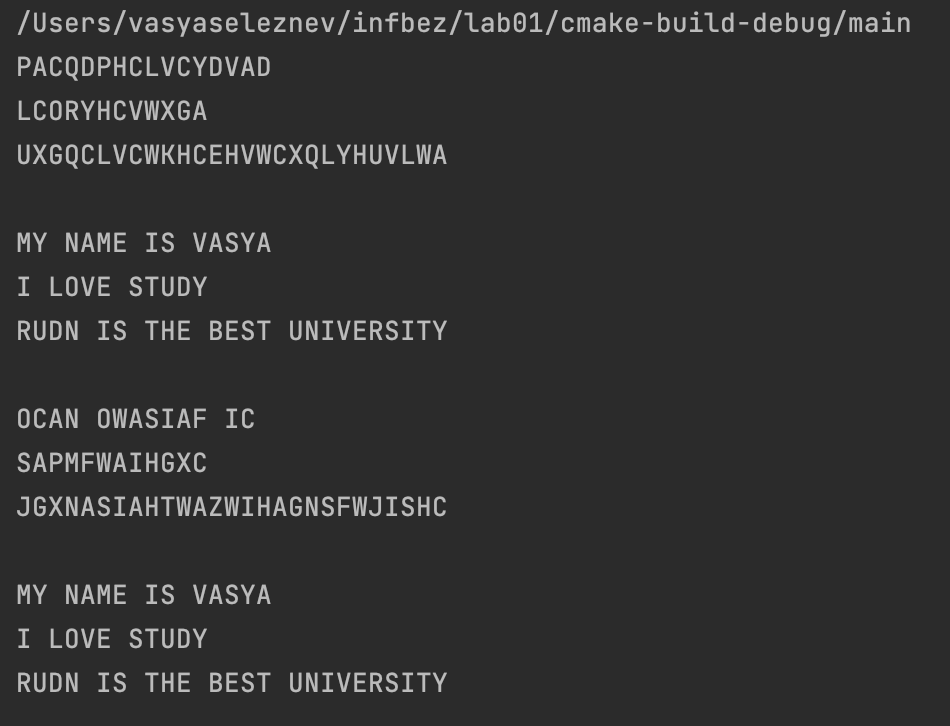 /Users/vasyaseleznev/infbez/lab01/cmake-build-debug/main
PACQDPHCLVCYDVAD
LCORYHCVWXGA
UXGQCLVCWKHCEHVWCXQLYHUVLWA
MY NAME IS VASYA
I LOVE STUDY
RUDN IS THE BEST UNIVERSITY
OCAN OWASIAF IC
SAPMFWAIHGXC
JGXNASIAHTWAZWIHAGNSFWJISHC
MY NAME IS VASYA
I LOVE STUDY
RUDN IS THE BEST UNIVERSITY